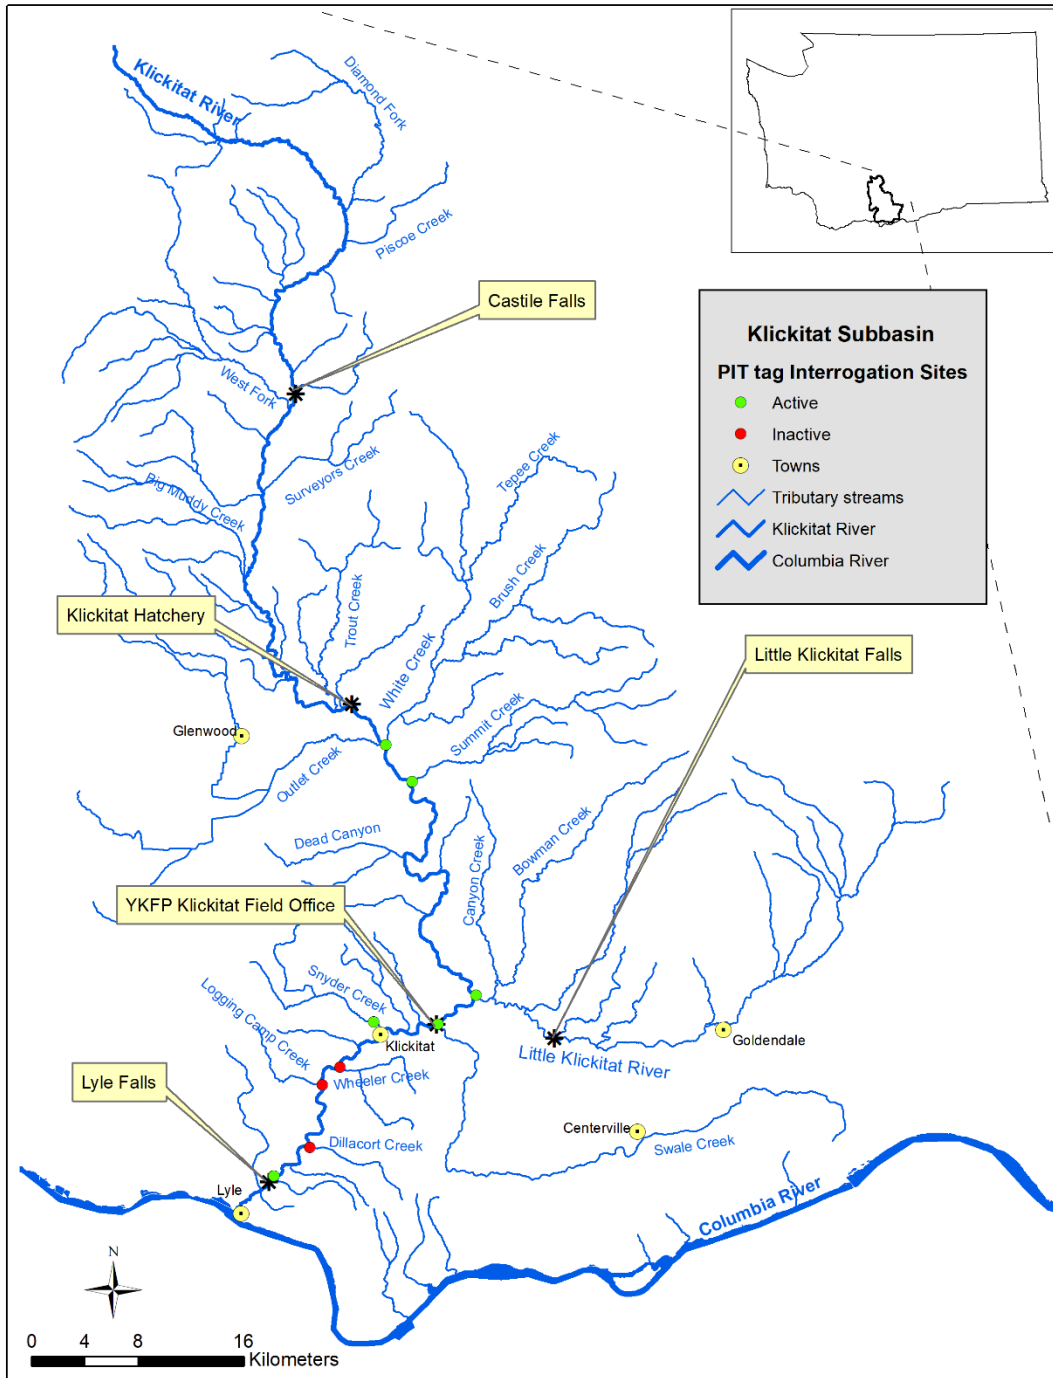 Klickitat River
Diamond Fork
Piscoe Creek
Castile Falls
Klickitat Subbasin
PIT tag Interrogation Sites
Active
Inactive
Towns
Tributary streams
Klickitat River
Columbia River
West Fork
Surveyors Creek
Tepee Creek
Big Muddy Creek
Brush Creek
Trout Creek
Klickitat Hatchery
White Creek
Little Klickitat Falls
Glenwood
Summit Creek
Outlet Creek
Dead Canyon
Canyon Creek
Bowman Creek
YKFP Klickitat Field Office
Snyder Creek
Logging Camp Creek
Klickitat
Goldendale
Little Klickitat River
Wheeler Creek
Lyle Falls
Centerville
Dillacort Creek
Swale Creek
Lyle
Columbia River
N
0 4 8 16
Kilometers